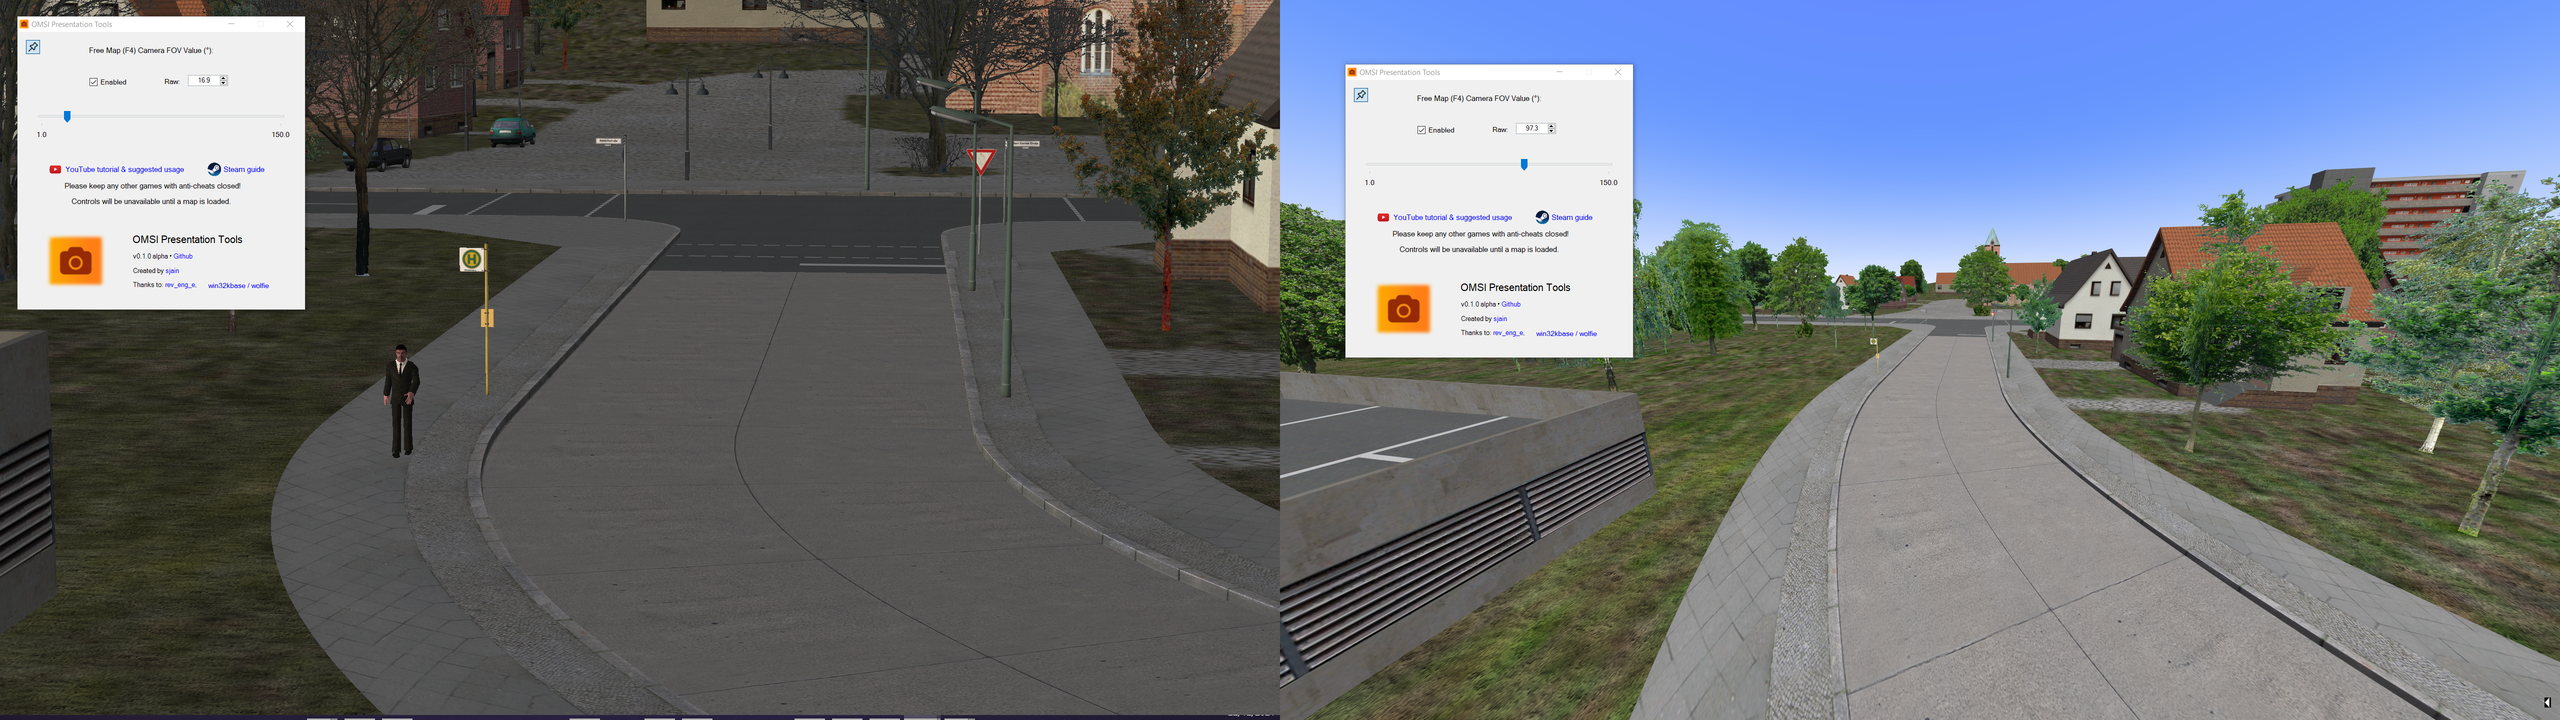 OMSI Presentation Tools
Free Map (F4) Camera FOV Value (°):
Enabled Raw: 16.9
1.0 150.0
YouTube tutorial & suggested usage Steam guide
Please keep any other games with anti-cheats closed!
Controls will be unavailable until a map is loaded.
OMSI Presentation Tools
v0.1.0 alpha • Github
Created by sjain
Thanks to: rev_eng_e, win32kbase / wolfie
H
OMSI Presentation Tools
Free Map (F4) Camera FOV Value (°):
Enabled Raw: 97.3
1.0 150.0
YouTube tutorial & suggested usage Steam guide
Please keep any other games with anti-cheats closed!
Controls will be unavailable until a map is loaded.
OMSI Presentation Tools
v0.1.0 alpha • Github
Created by sjain
Thanks to: rev_eng_e, win32kbase / wolfie